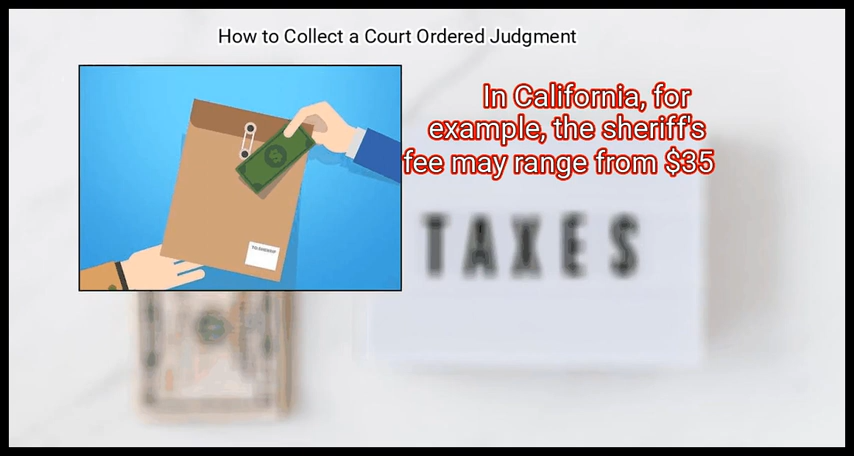 How to Collect a Court Ordered Judgment
In California, for
example, the sheriff's
fee may range from $35
TAXES